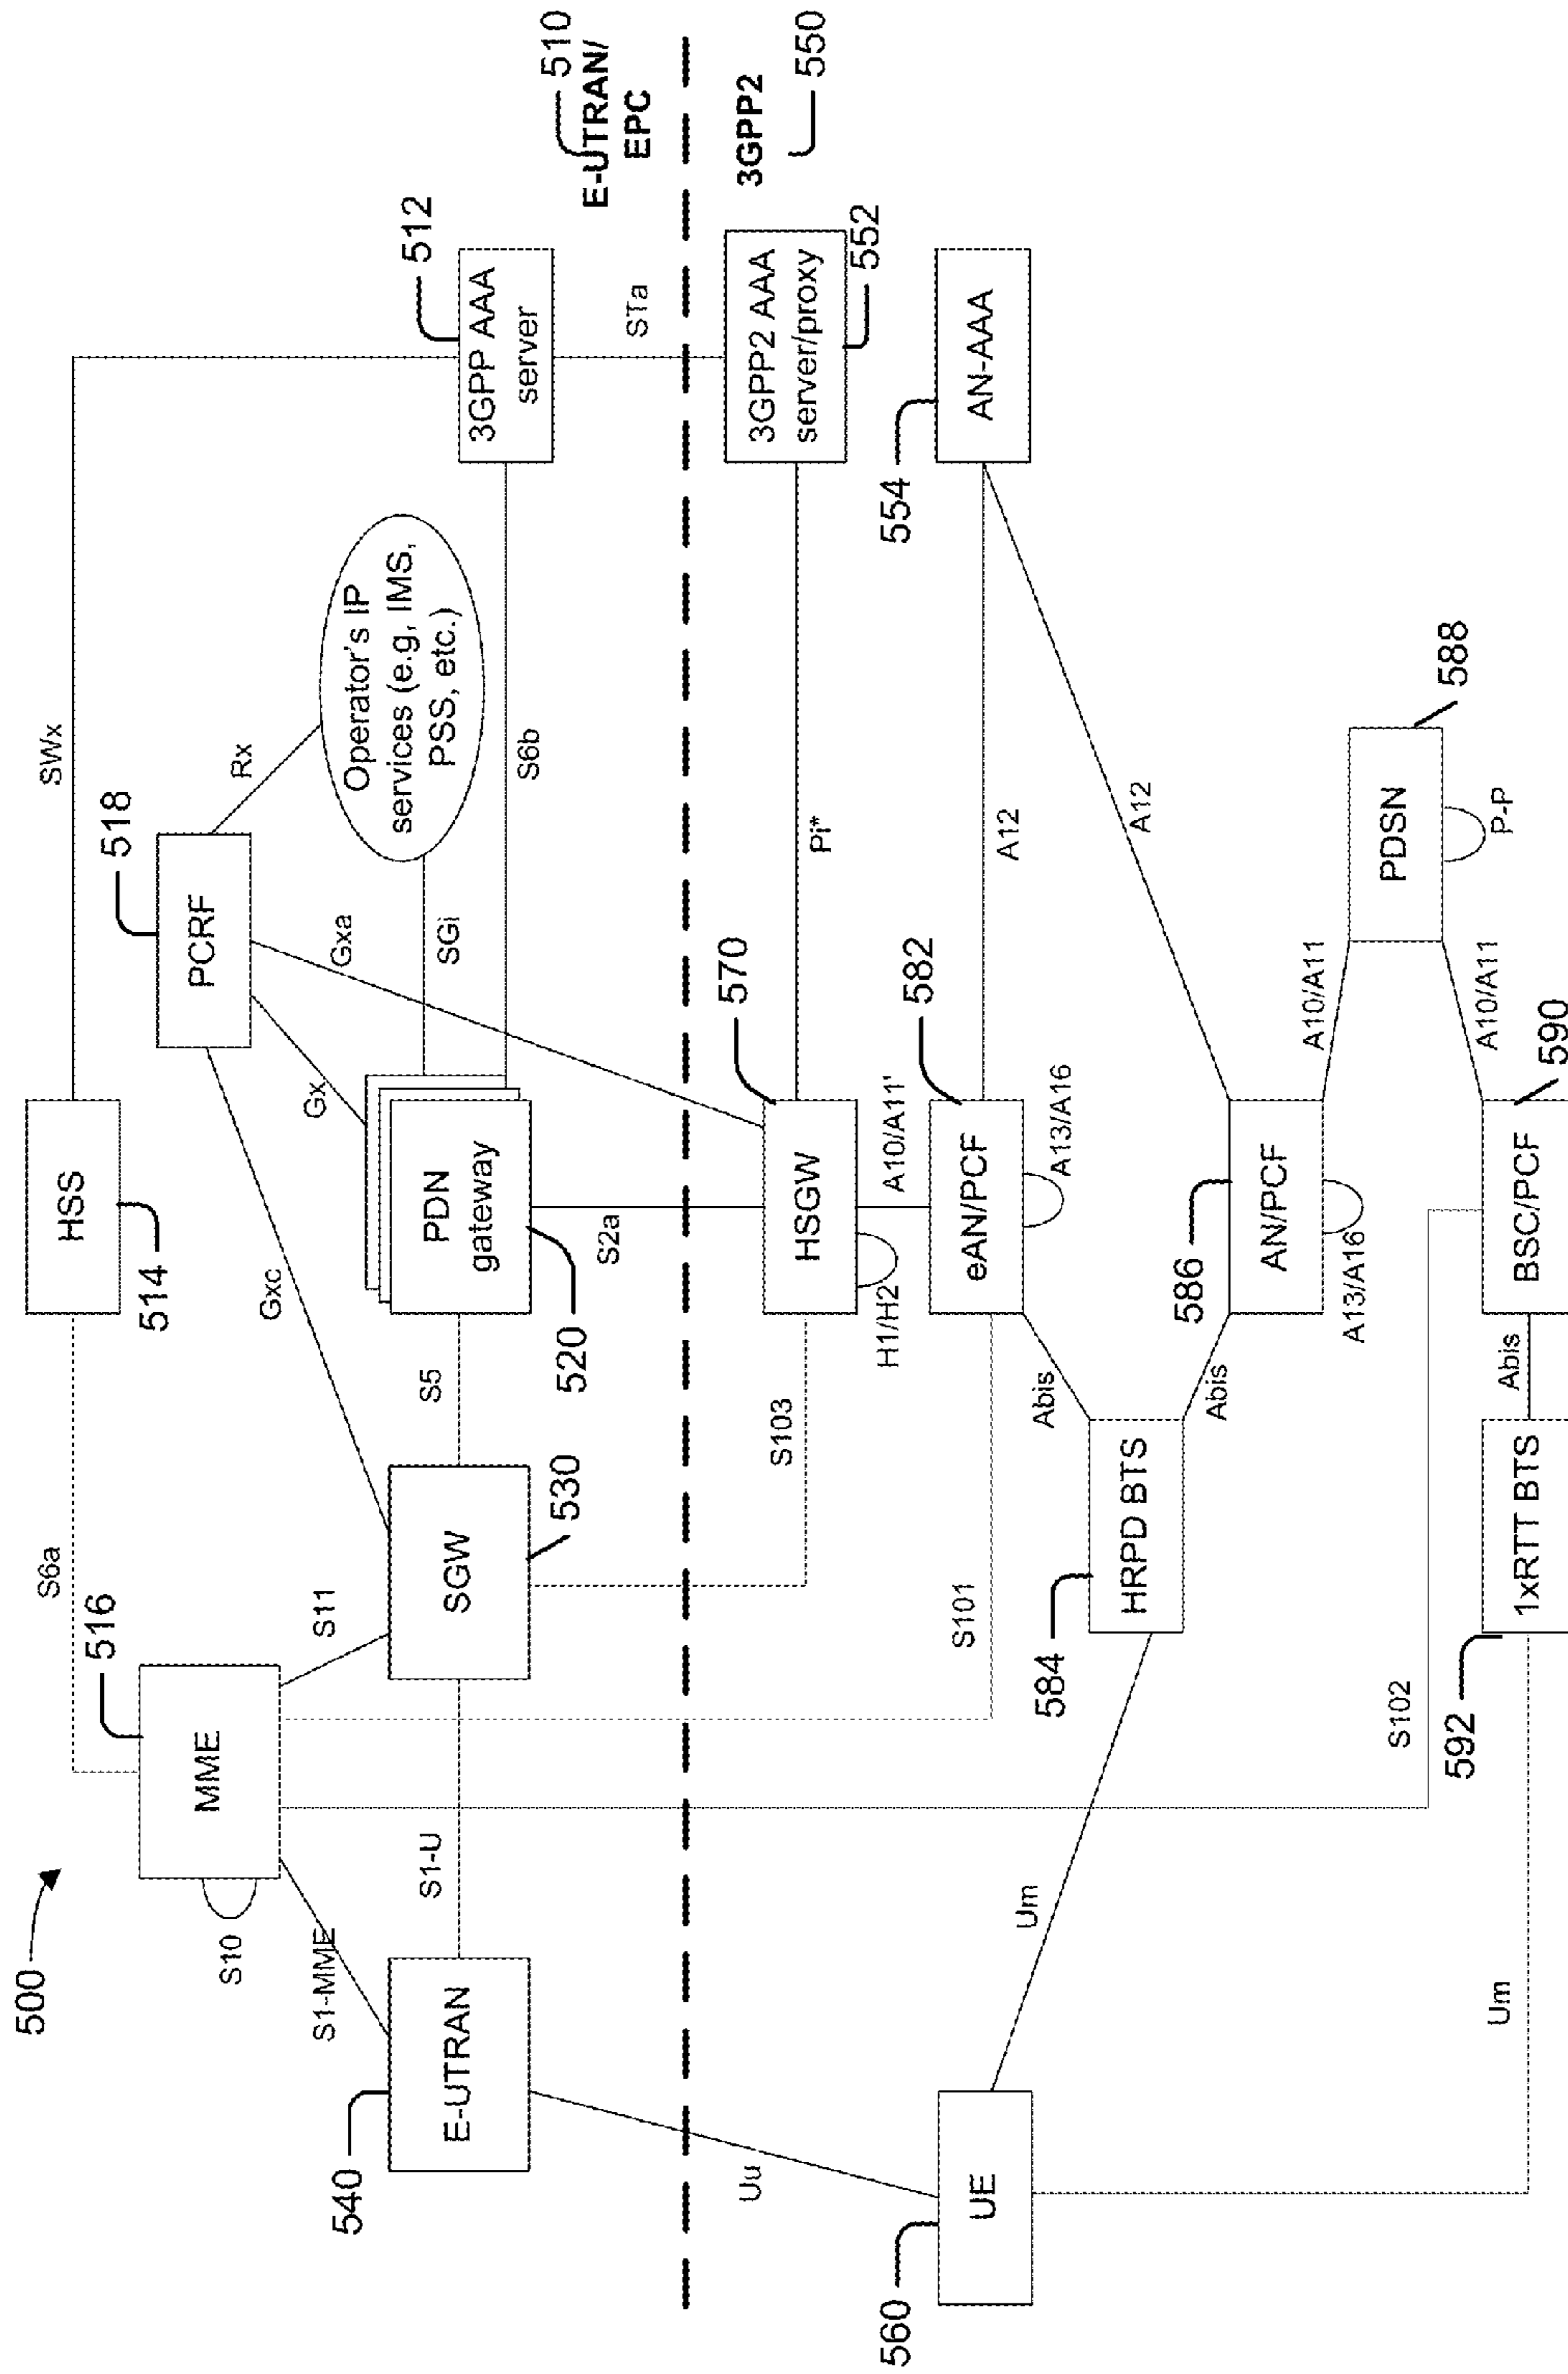 500
SWx
S6a
HSS
514
518
516
S10
MME
PCRF
Rx
S1-MME
S11
Gxc
Gx
Gxa
Operator's IP
services (e.g, IMS,
PSS, etc.)
SGi
512
540
E-UTRAN
S1-U
SGW
530
S5
PDN
gateway
520
S6b
3GPP AAA
server
510
E-UTRAN/
EPC
S2a
STa
3GPP2
550
Uu
S103
570
HSGW
H1/H2
Pi*
3GPP2 AAA
server/proxy
552
A10/A11'
582
554
560
UE
S101
eAN/PCF
A13/A16
A12
AN-AAA
Um
584
HRPD BTS
Abis
Abis
A12
586
AN/PCF
A13/A16
A10/A11
PDSN
588
P-P
S102
A10/A11
592
1xRTT BTS
Abis
BSC/PCF
590
Um